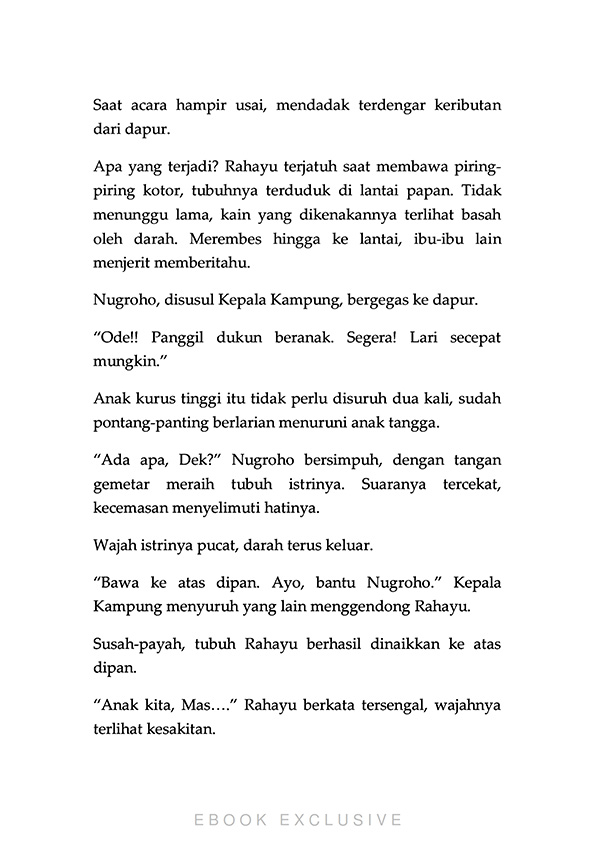 Saat acara hampir usai, mendadak terdengar keributan
dari dapur.
Apa yang terjadi? Rahayu terjatuh saat membawa piring-
piring kotor, tubuhnya terduduk di lantai papan. Tidak
menunggu lama, kain yang dikenakannya terlihat basah
oleh darah. Merembes hingga ke lantai, ibu-ibu lain
menjerit memberitahu.
Nugroho, disusul Kepala Kampung, bergegas ke dapur.
“Ode!! Panggil dukun beranak. Segera! Lari secepat
mungkin.”
Anak kurus tinggi itu tidak perlu disuruh dua kali, sudah
pontang-panting berlarian menuruni anak tangga.
“Ada apa, Dek?” Nugroho bersimpuh, dengan tangan
gemetar meraih tubuh istrinya. Suaranya tercekat,
kecemasan menyelimuti hatinya.
Wajah istrinya pucat, darah terus keluar.
“Bawa ke atas dipan. Ayo, bantu Nugroho.” Kepala
Kampung menyuruh yang lain menggendong Rahayu.
Susah-payah, tubuh Rahayu berhasil dinaikkan ke atas
dipan.
“Anak kita, Mas….” Rahayu berkata tersengal, wajahnya
terlihat kesakitan.
EBOOK EXCLUSIVE